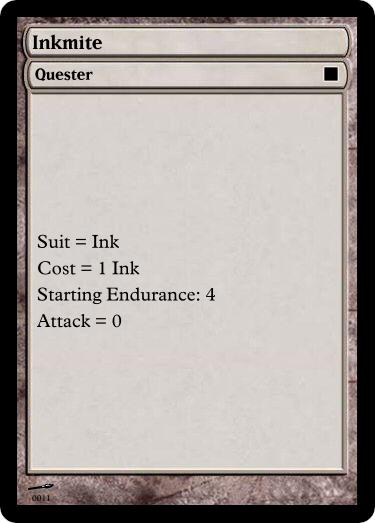 Inkmite
Quester
Suit = Ink
Cost = 1 Ink
Starting Endurance: 4
Attack = 0
0011